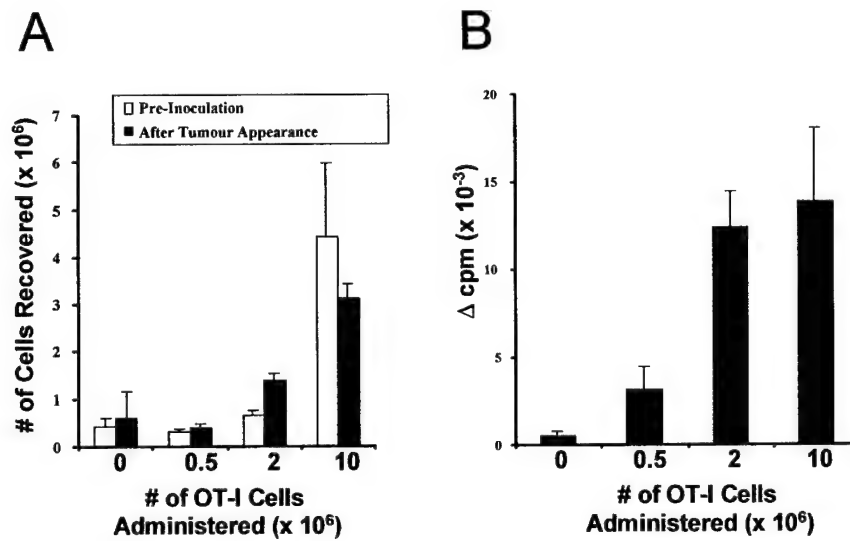 A
Pre-Inoculation
After Tumour Appearance
# of Cells Recovered (x 10⁶)
7
6
5
4
3
2
1
0
0 0.5 2 10
# of OT-I Cells
Administered (x 10⁶)
B
Δ cpm (x 10⁻³)
20
15
10
5
0
0 0.5 2 10
# of OT-I Cells
Administered (x 10⁶)